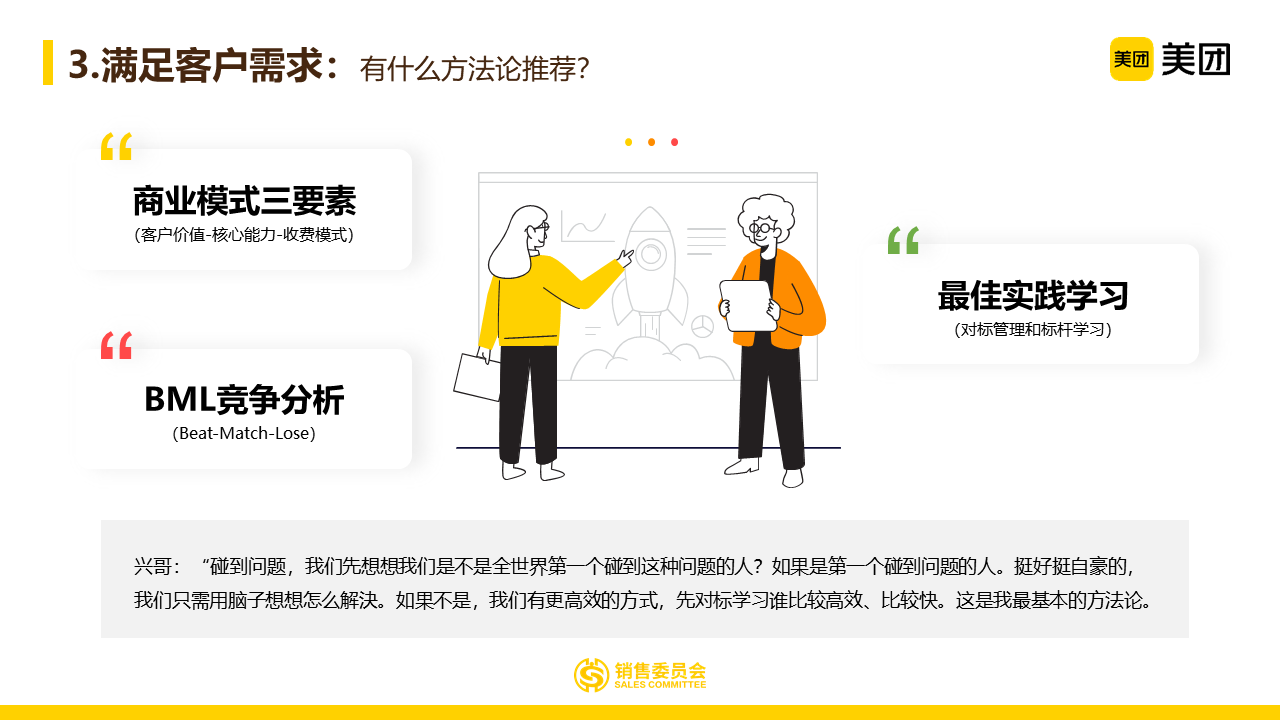 3.满足客户需求：有什么方法论推荐？
美团 美团
商业模式三要素
（客户价值-核心能力-收费模式）
BML竞争分析
（Beat-Match-Lose）
最佳实践学习
（对标管理和标杆学习）
兴哥：“碰到问题，我们先想想我们是不是全世界第一个碰到这种问题的人？如果是第一个碰到问题的人。挺好挺自豪的，
我们只需用脑子想想怎么解决。如果不是，我们有更高效的方式，先对标学习谁比较高效、比较快。这是我最基本的方法论。
销售委员会
SALES COMMITTEE